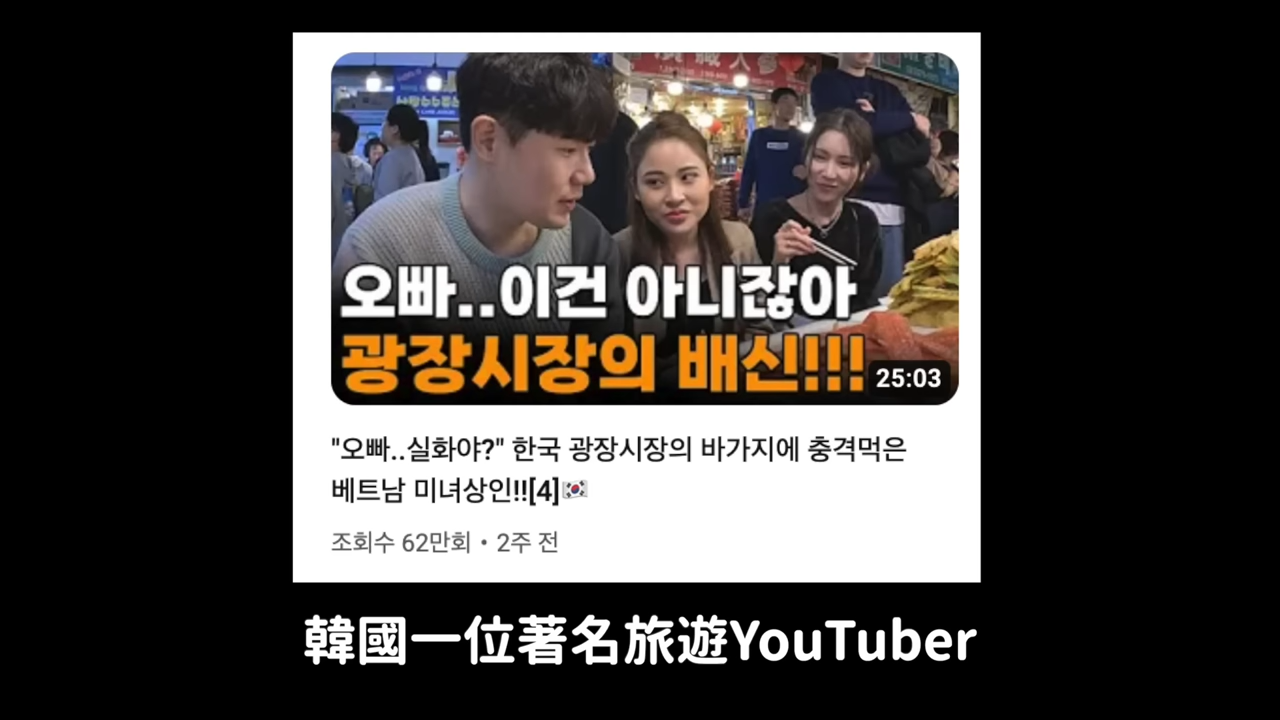 오빠..이건 아니잖아
광장시장의 배신!!!
25:03
"오빠..실화야?" 한국 광장시장의 바가지에 충격먹은
베트남 미녀상인!![4]🇰🇷
조회수 62만회 • 2주 전
韓國一位著名旅遊YouTuber